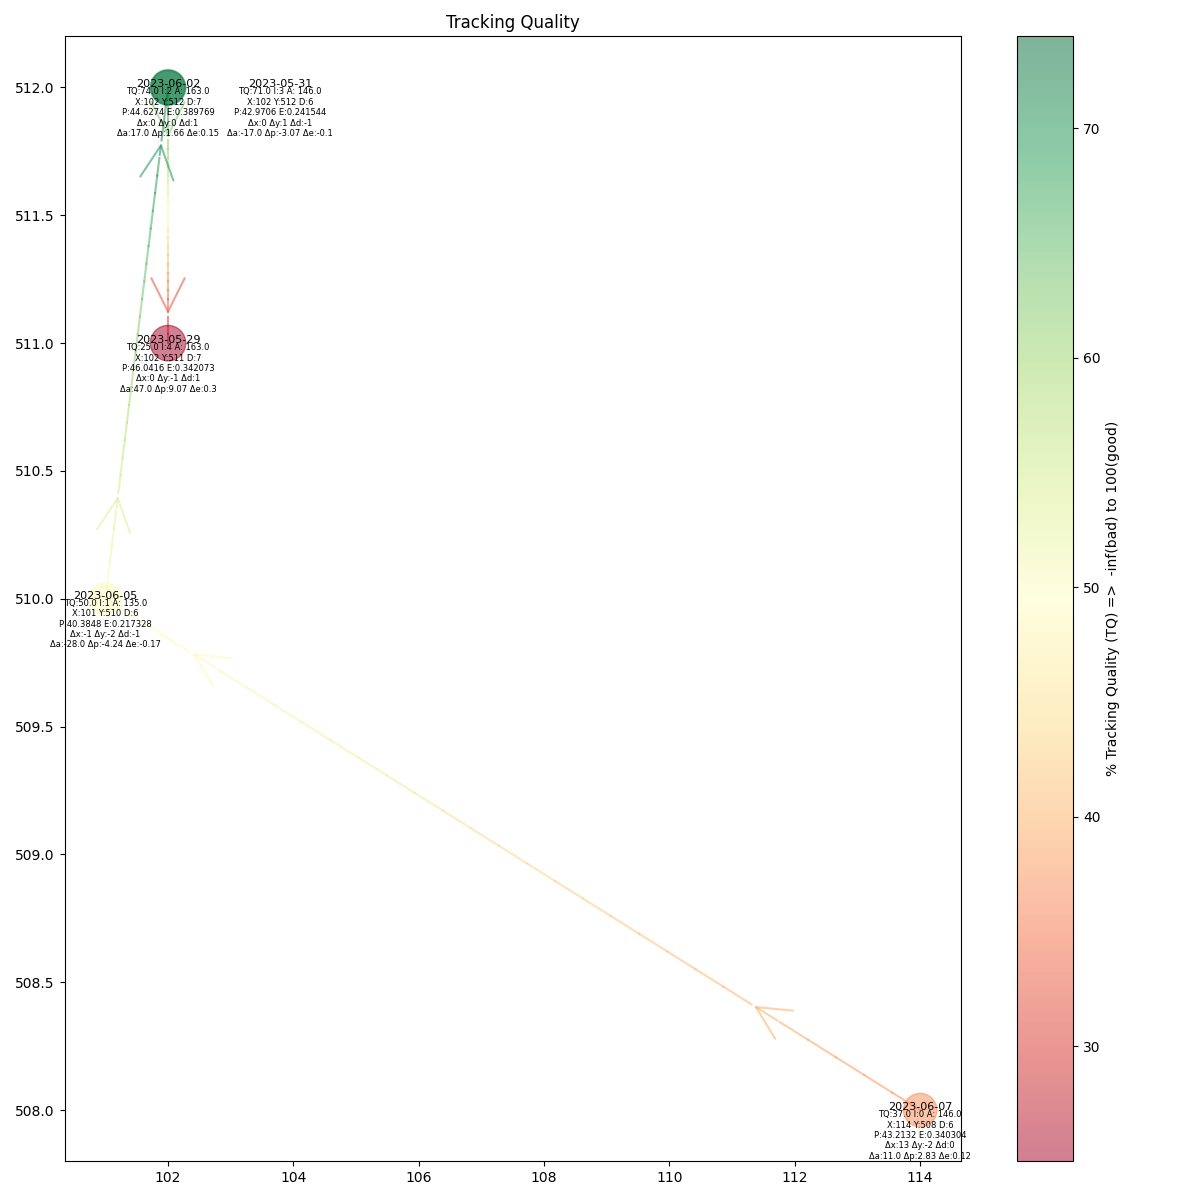 Tracking Quality
512.0
511.5
511.0
510.5
510.0
509.5
509.0
508.5
508.0
102
104
106
108
110
112
114
2023-06-02
TQ:74.0 I:2 A: 163.0
X:102 Y:512 D:7
P:44.6274 E:0.389769
Δx:0 Δy:0 Δd:1
Δa:17.0 Δp:1.66 Δe:0.15
2023-05-31
TQ:71.0 I:3 A: 146.0
X:102 Y:512 D:6
P:42.9706 E:0.241544
Δx:0 Δy:1 Δd:-1
Δa:-17.0 Δp:-3.07 Δe:-0.1
2023-05-29
TQ:25.0 I:4 A: 163.0
X:102 Y:511 D:7
P:46.0416 E:0.342073
Δx:0 Δy:-1 Δd:1
Δa:47.0 Δp:9.07 Δe:0.3
2023-06-05
TQ:50.0 I:1 A: 135.0
X:101 Y:510 D:6
P:40.3848 E:0.217328
Δx:-1 Δy:-2 Δd:-1
Δa:-28.0 Δp:-4.24 Δe:-0.17
2023-06-07
TQ:37.0 I:0 A: 146.0
X:114 Y:508 D:6
P:43.2132 E:0.340304
Δx:13 Δy:-2 Δd:0
Δa:11.0 Δp:2.83 Δe:0.12
70
60
50
40
30
% Tracking Quality (TQ) =>  -inf(bad) to 100(good)